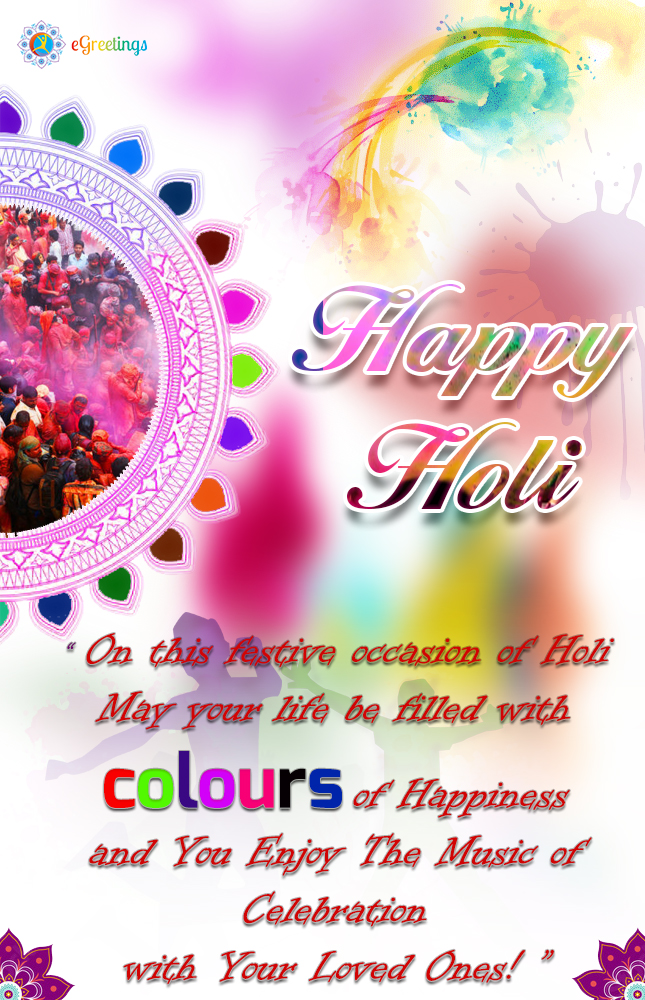 eGreetings
Happy
Holi
“ On this festive occasion of Holi
May your life be filled with
colours of Happiness
and You Enjoy The Music of
Celebration
with Your Loved Ones! ”